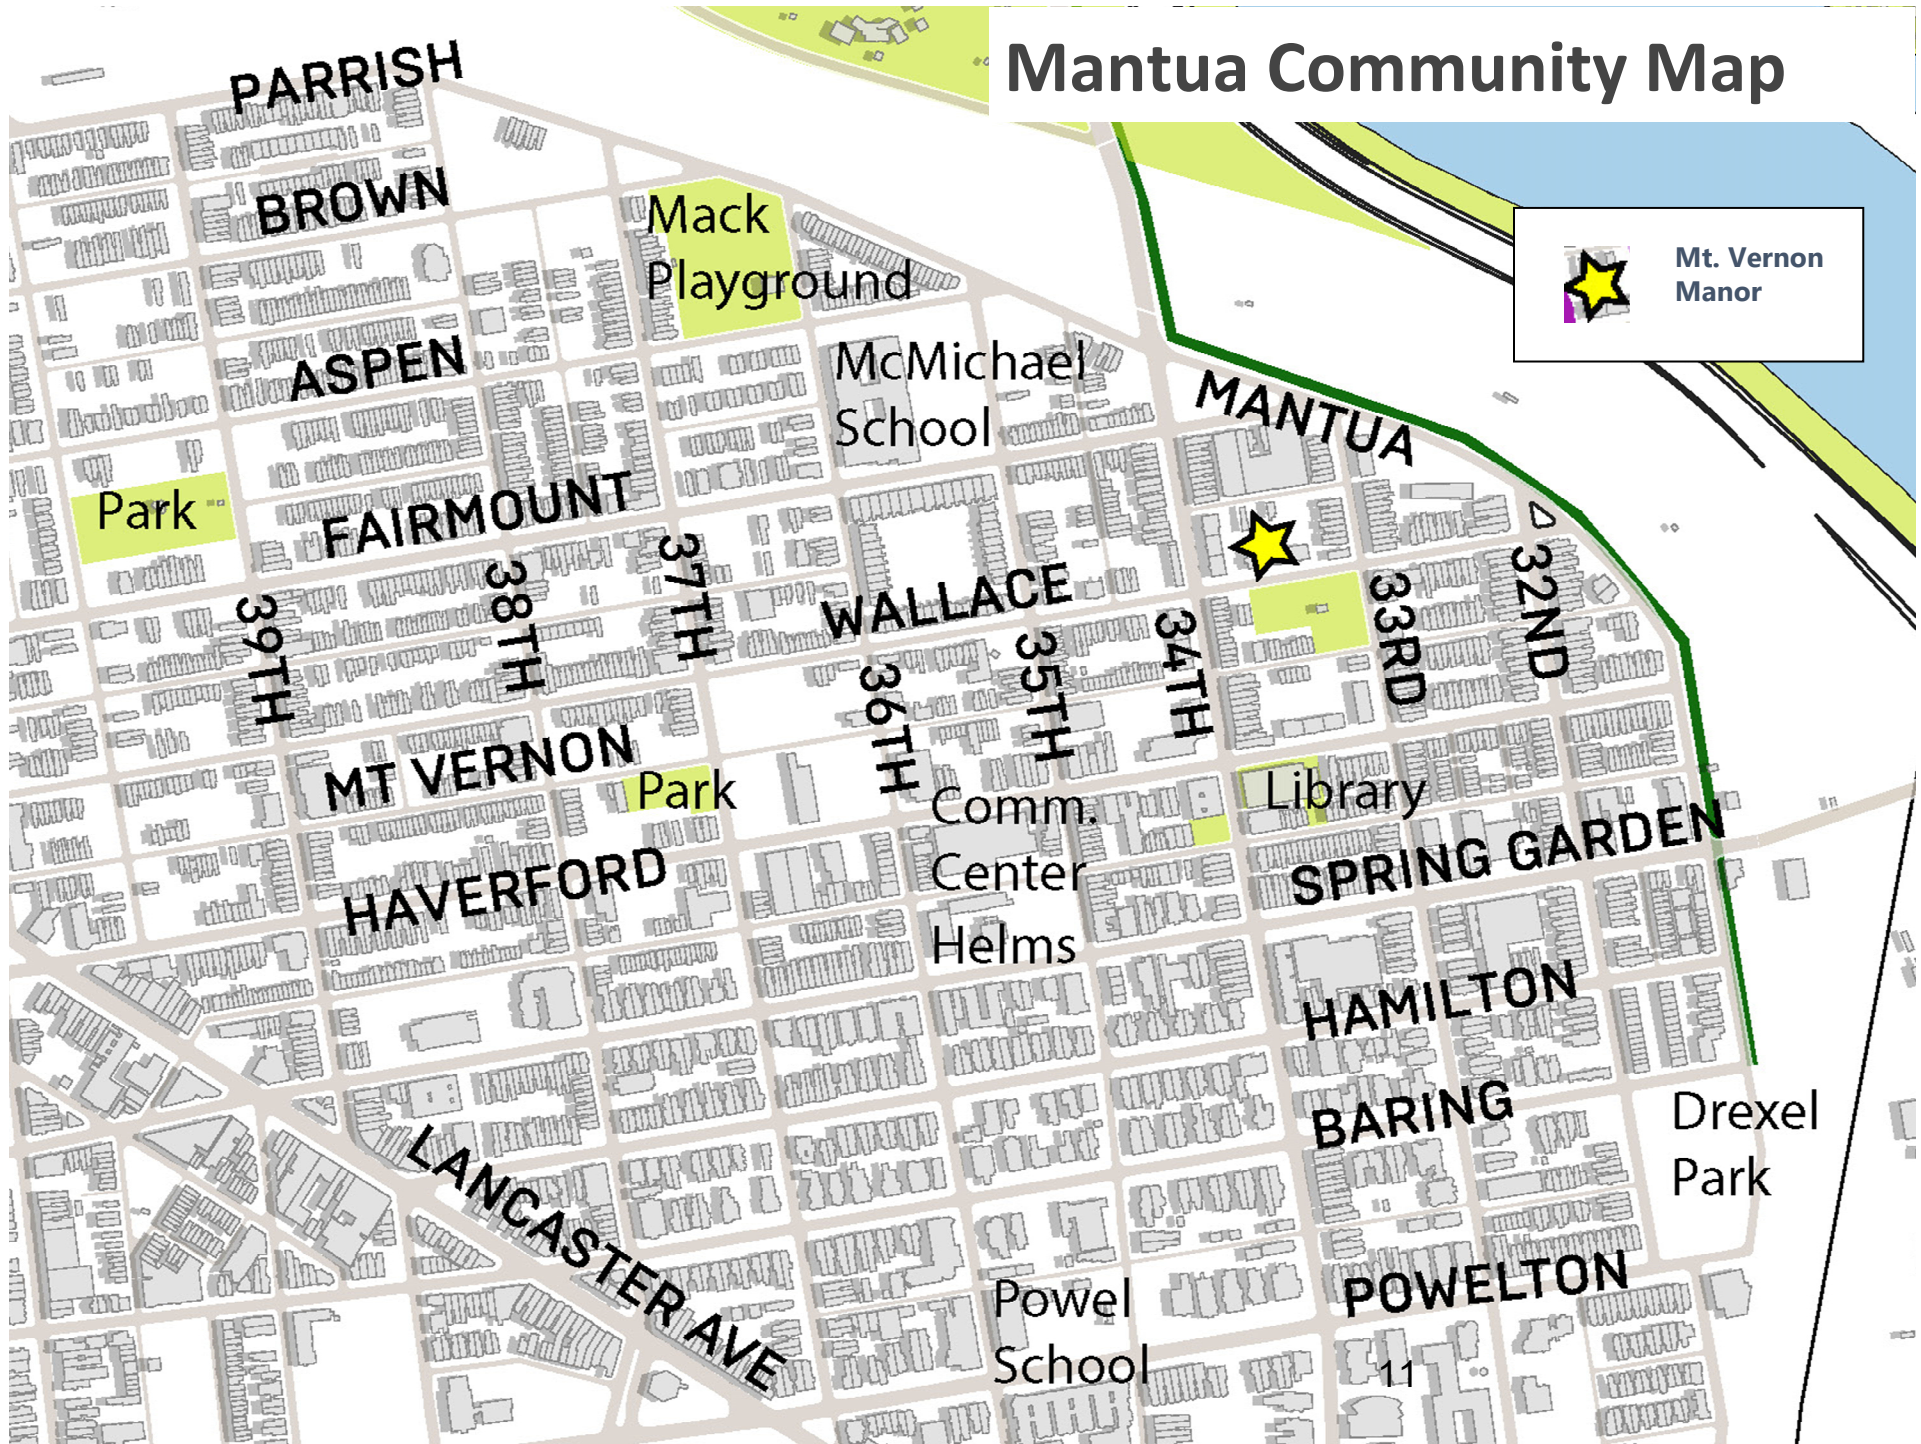 Mantua Community Map
PARRISH
BROWN
Mack
Playground
Mt. Vernon
Manor
ASPEN
McMichael
School
MANTUA
Park
FAIRMOUNT
WALLACE
39TH
38TH
37TH
36TH
35TH
34TH
33RD
32ND
MT VERNON
Park
Comm.
Center
Helms
Library
HAVERFORD
SPRING GARDEN
HAMILTON
BARING
Drexel
Park
LANCASTER AVE
POWELTON
Powel
School
11